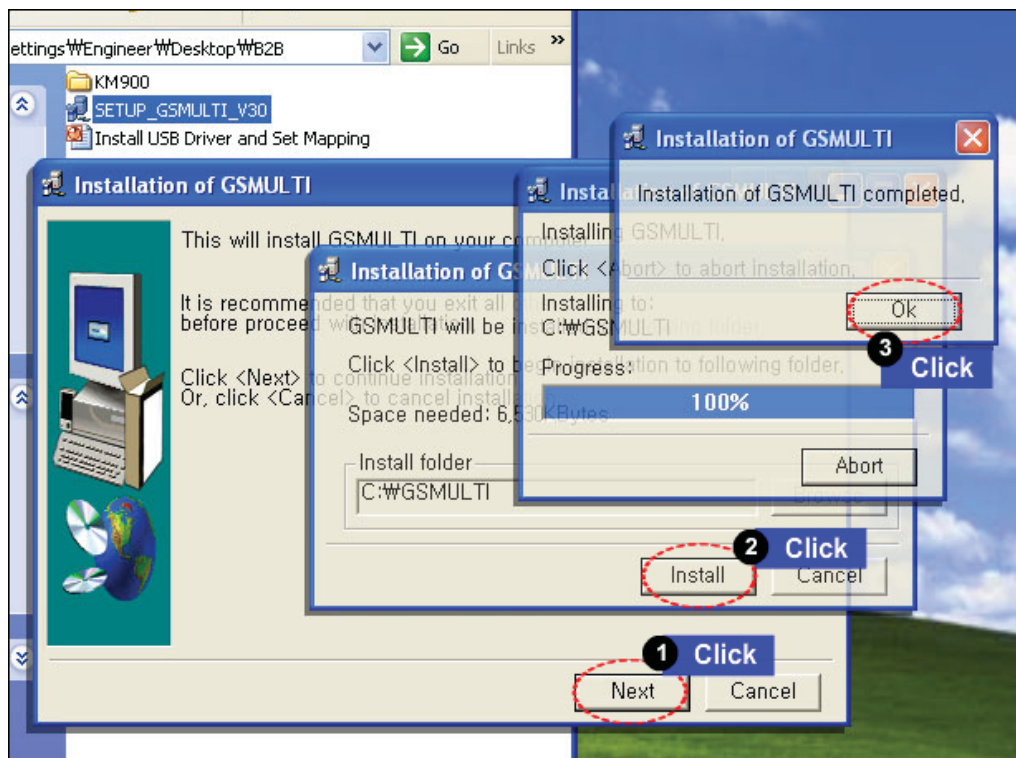 ettings₩Engineer₩Desktop₩B2B
Go
Links »
KM900
SETUP_GSMULTI_V30
Install USB Driver and Set Mapping
Installation of GSMULTI
This will install GSMULTI on your computer.
It is recommended that you exit all
before proceed with
Click <Next> to continue installation
Or, click <Cancel> to cancel installation.
Next
Cancel
1 Click
Installation of GSMULTI
GSMULTI will be installed
Click <Install> to begin installation to following folder.
Space needed: 6,530KBytes
Install folder
C:₩GSMULTI
Browse
Install
Cancel
2 Click
Insta
Installing GSMULTI,
Click <Abort> to abort installation,
Installing to:
C:₩GSMULTI
Progress:
100%
Abort
Installation of GSMULTI
Installation of GSMULTI completed,
Ok
3 Click